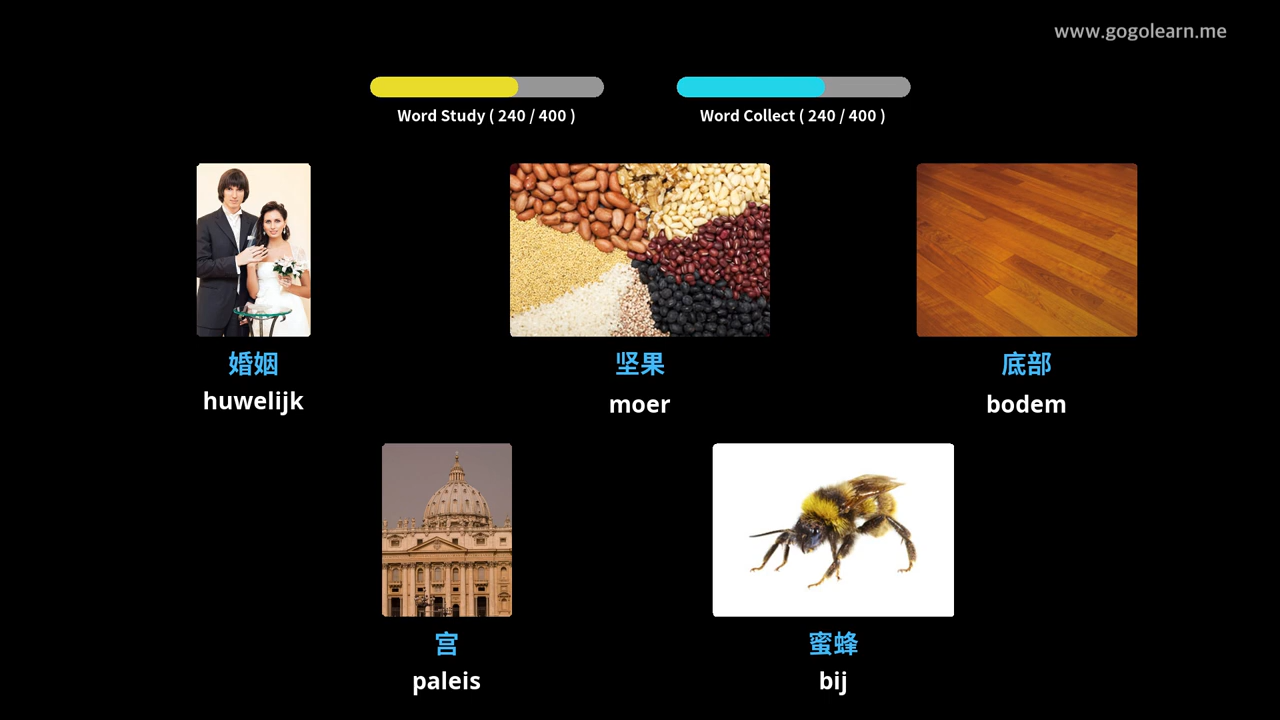 www.gogolearn.me
Word Study ( 240 / 400 )
Word Collect ( 240 / 400 )
婚姻
坚果
底部
huwelijk
moer
bodem
宫
蜜蜂
paleis
bij